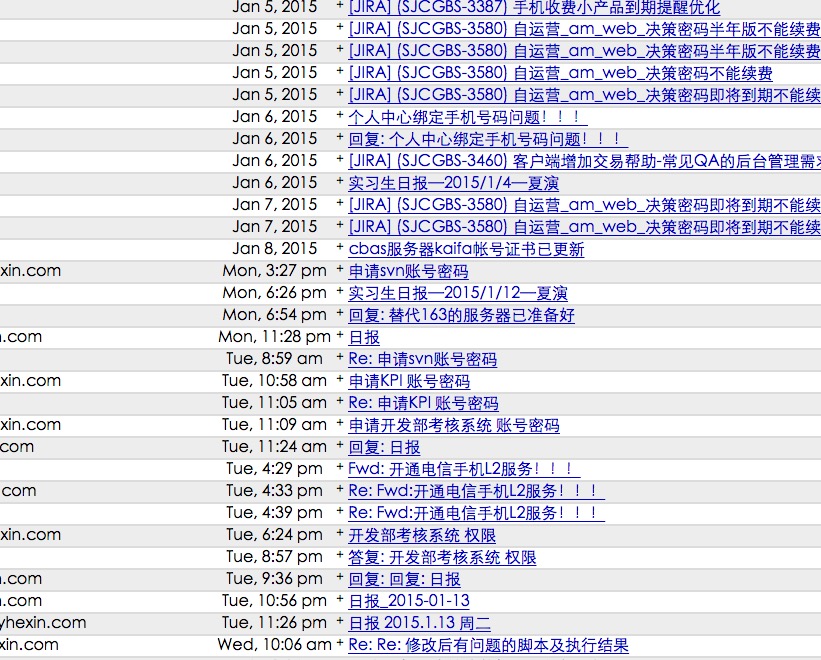 Jan 5, 2015 + [JIRA] (SJCGBS-3387) 手机收费小产品到期提醒优化
Jan 5, 2015 + [JIRA] (SJCGBS-3580) 自运营_am_web_决策密码半年版不能续费
Jan 5, 2015 + [JIRA] (SJCGBS-3580) 自运营_am_web_决策密码半年版不能续费
Jan 5, 2015 + [JIRA] (SJCGBS-3580) 自运营_am_web_决策密码不能续费
Jan 5, 2015 + [JIRA] (SJCGBS-3580) 自运营_am_web_决策密码即将到期不能续
Jan 6, 2015 + 个人中心绑定手机号码问题！！！
Jan 6, 2015 + 回复: 个人中心绑定手机号码问题！！！
Jan 6, 2015 + [JIRA] (SJCGBS-3460) 客户端增加交易帮助-常见QA的后台管理需求
Jan 6, 2015 + 实习生日报—2015/1/4—夏演
Jan 7, 2015 + [JIRA] (SJCGBS-3580) 自运营_am_web_决策密码即将到期不能续
Jan 7, 2015 + [JIRA] (SJCGBS-3580) 自运营_am_web_决策密码即将到期不能续
Jan 8, 2015 + cbas服务器kaifa帐号证书已更新
xin.com Mon, 3:27 pm + 申请svn账号密码
Mon, 6:26 pm + 实习生日报—2015/1/12—夏演
Mon, 6:54 pm + 回复: 替代163的服务器已准备好
.com Mon, 11:28 pm + 日报
Tue, 8:59 am + Re: 申请svn账号密码
xin.com Tue, 10:58 am + 申请KPI 账号密码
Tue, 11:05 am + Re: 申请KPI 账号密码
xin.com Tue, 11:09 am + 申请开发部考核系统 账号密码
com Tue, 11:24 am + 回复: 日报
Tue, 4:29 pm + Fwd: 开通电信手机L2服务！！！
.com Tue, 4:33 pm + Re: Fwd:开通电信手机L2服务！！！
Tue, 4:39 pm + Re: Fwd:开通电信手机L2服务！！！
xin.com Tue, 6:24 pm + 开发部考核系统 权限
Tue, 8:57 pm + 答复: 开发部考核系统 权限
.com Tue, 9:36 pm + 回复: 回复: 日报
.com Tue, 10:56 pm + 日报_2015-01-13
yhexin.com Tue, 11:26 pm + 日报 2015.1.13 周二
xin.com Wed, 10:06 am + Re: Re: 修改后有问题的脚本及执行结果